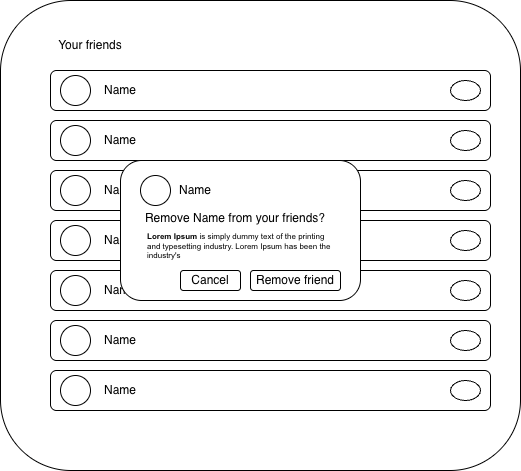 Your friends
Name
Name
Na
Name
Remove Name from your friends?
Lorem Ipsum is simply dummy text of the printing
and typesetting industry. Lorem Ipsum has been the
industry's
Na
Cancel
Remove friend
Nan
Name
Name